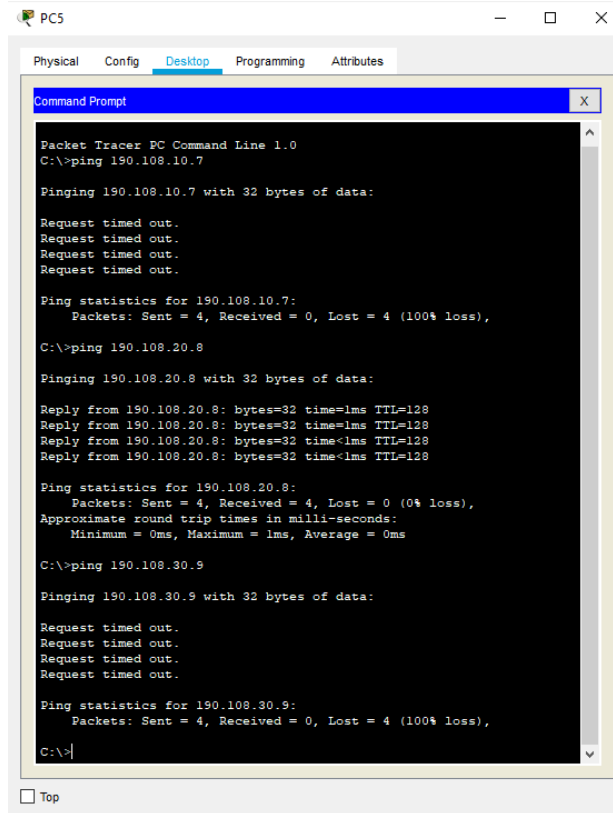 PC5
Physical Config Desktop Programming Attributes
Command Prompt
X
Packet Tracer PC Command Line 1.0
C:\>ping 190.108.10.7
Pinging 190.108.10.7 with 32 bytes of data:
Request timed out.
Request timed out.
Request timed out.
Request timed out.
Ping statistics for 190.108.10.7:
Packets: Sent = 4, Received = 0, Lost = 4 (100% loss),
C:\>ping 190.108.20.8
Pinging 190.108.20.8 with 32 bytes of data:
Reply from 190.108.20.8: bytes=32 time=1ms TTL=128
Reply from 190.108.20.8: bytes=32 time=1ms TTL=128
Reply from 190.108.20.8: bytes=32 time<1ms TTL=128
Reply from 190.108.20.8: bytes=32 time<1ms TTL=128
Ping statistics for 190.108.20.8:
Packets: Sent = 4, Received = 4, Lost = 0 (0% loss),
Approximate round trip times in milli-seconds:
Minimum = 0ms, Maximum = 1ms, Average = 0ms
C:\>ping 190.108.30.9
Pinging 190.108.30.9 with 32 bytes of data:
Request timed out.
Request timed out.
Request timed out.
Request timed out.
Ping statistics for 190.108.30.9:
Packets: Sent = 4, Received = 0, Lost = 4 (100% loss),
C:\>
Top